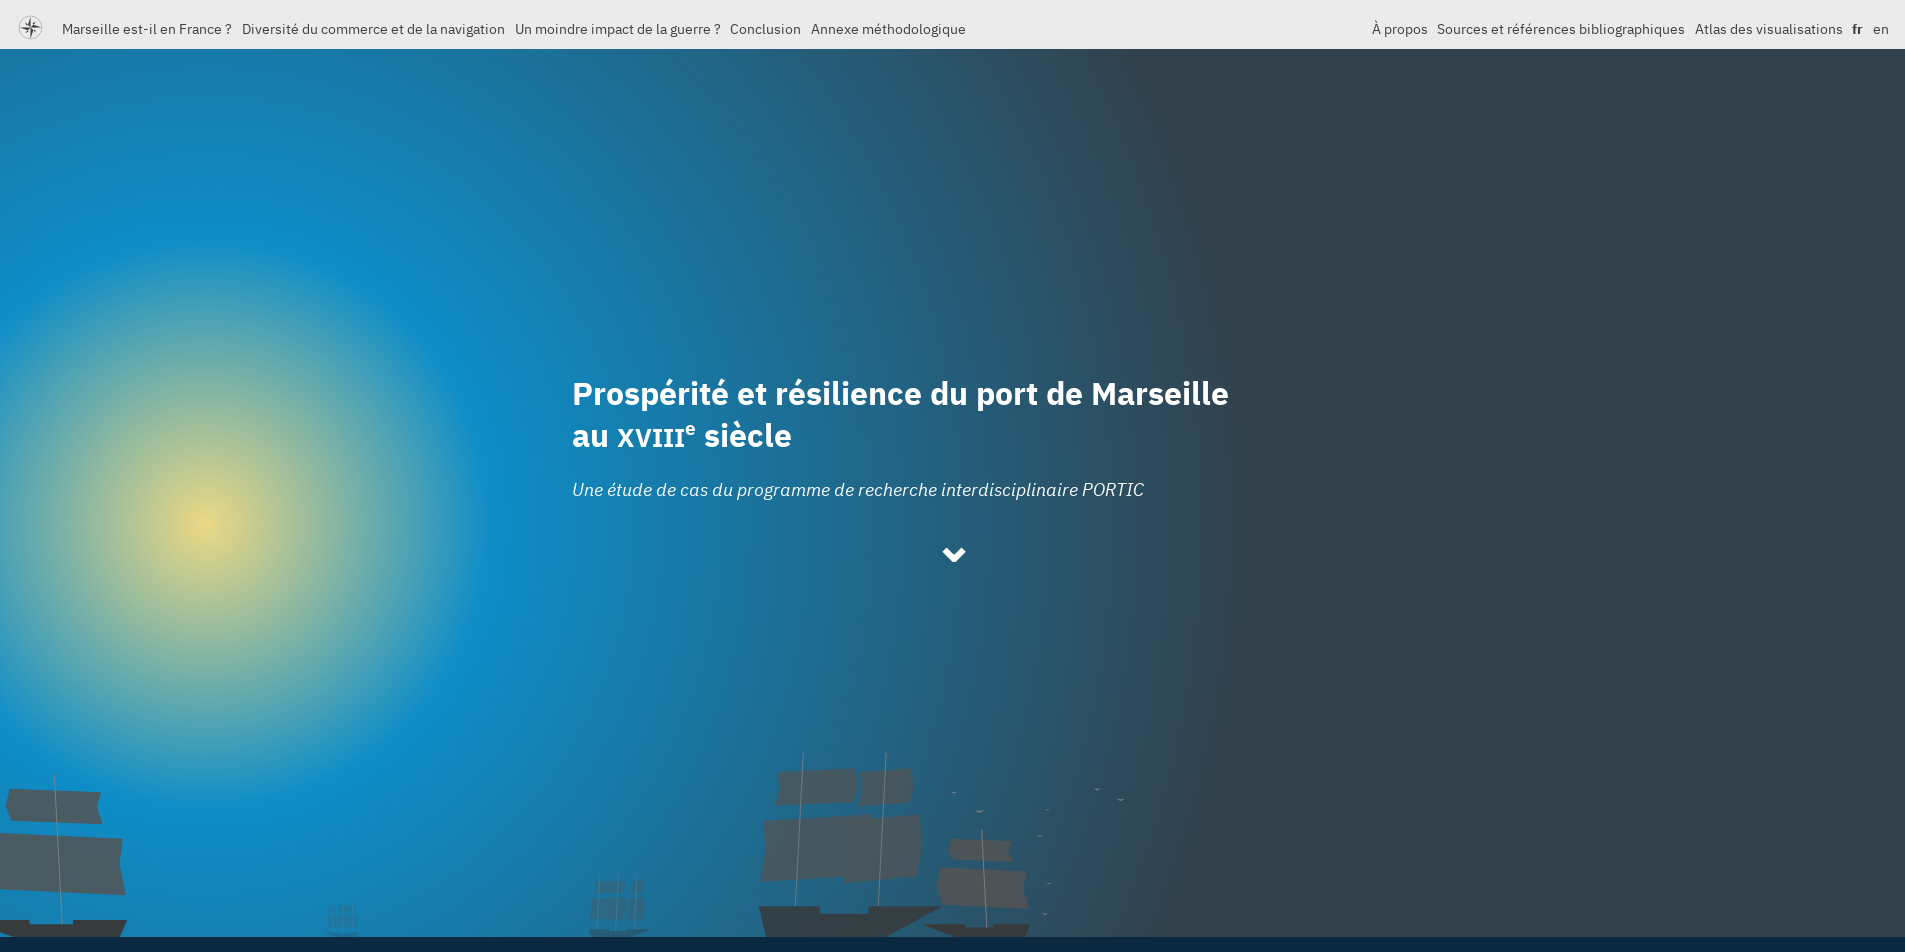 Marseille est-il en France ? Diversité du commerce et de la navigation Un moindre impact de la guerre ? Conclusion Annexe méthodologique À propos Sources et références bibliographiques Atlas des visualisations fr en
Prospérité et résilience du port de Marseille
au XVIIIe siècle
Une étude de cas du programme de recherche interdisciplinaire PORTIC